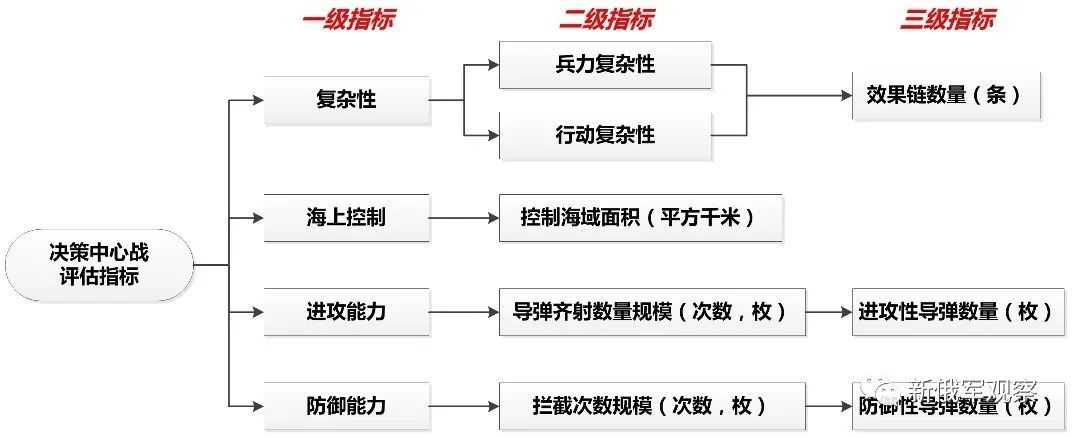 一级指标
二级指标
三级指标
兵力复杂性
复杂性
效果链数量（条）
行动复杂性
海上控制
控制海域面积（平方千米）
决策中心战
评估指标
进攻能力
导弹齐射数量规模（次数，枚）
进攻性导弹数量（枚）
新俄军观察
防御能力
拦截次数规模（次数，枚）
防御性导弹数量（枚）